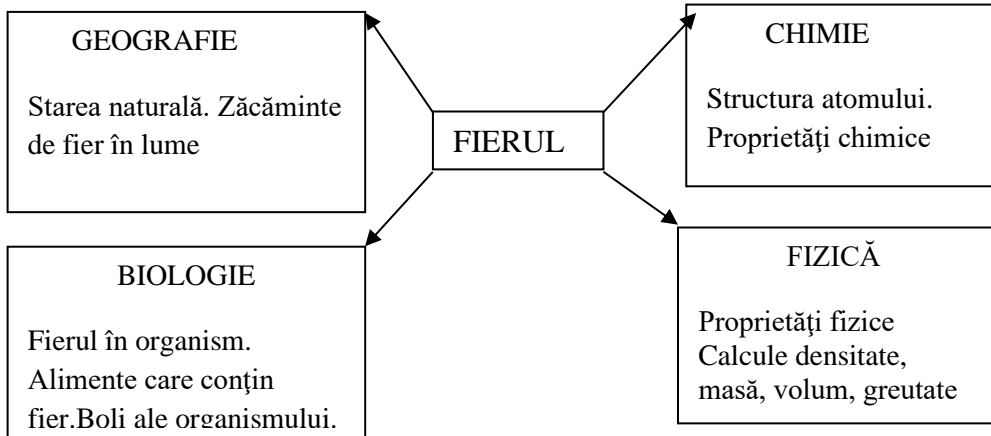 GEOGRAFIE
Starea naturală. Zăcăminte
de fier în lume
FIERUL
CHIMIE
Structura atomului.
Proprietăţi chimice
BIOLOGIE
Fierul în organism.
Alimente care conţin
fier.Boli ale organismului.
FIZICĂ
Proprietăţi fizice
Calcule densitate,
masă, volum, greutate